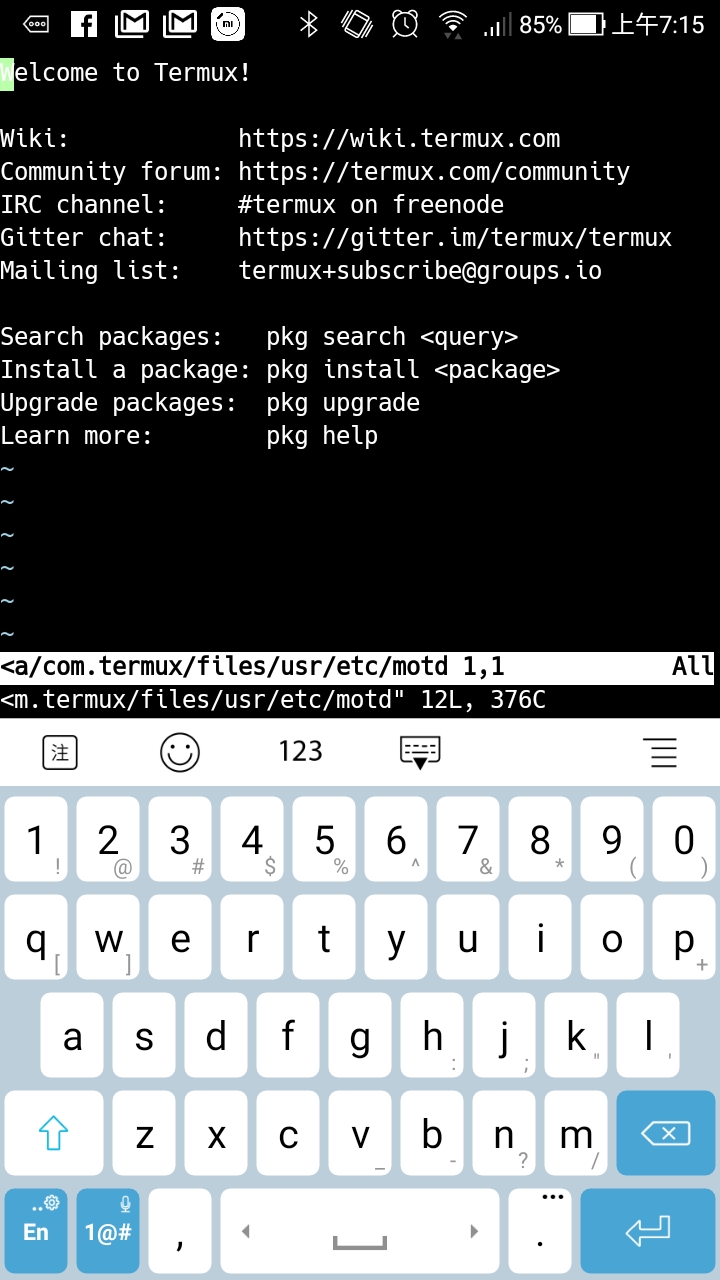 85% 上午7:15
Welcome to Termux!
Wiki: https://wiki.termux.com
Community forum: https://termux.com/community
IRC channel: #termux on freenode
Gitter chat: https://gitter.im/termux/termux
Mailing list: termux+subscribe@groups.io
Search packages: pkg search <query>
Install a package: pkg install <package>
Upgrade packages: pkg upgrade
Learn more: pkg help
~
~
~
~
~
~
<a/com.termux/files/usr/etc/motd 1,1 All
<m.termux/files/usr/etc/motd" 12L, 376C
注 123
1 ! 2 @ 3 # 4 $ 5 % 6 ^ 7 & 8 * 9 ( 0 )
q [ w ] e r t y u i o p +
a s d f g h : j ; k " l '
z x c v _ b - n ? m /
En 1@# , . ...